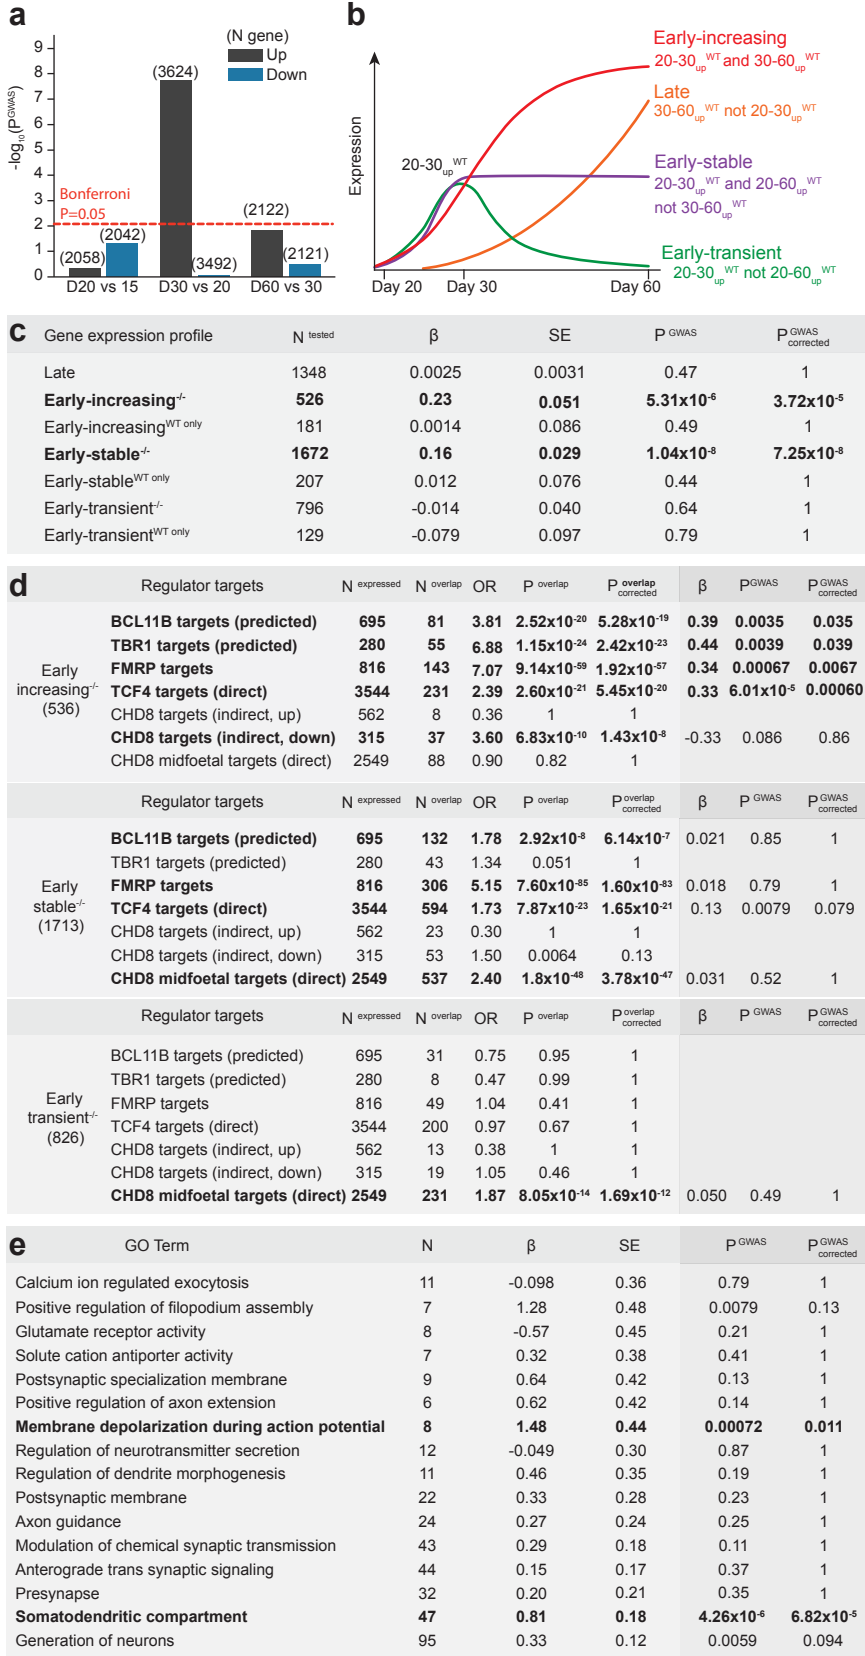 a
(N gene)
Up
Down
-log10(P^GWAS)
9
8
7
6
5
4
3
2
1
0
Bonferroni
P=0.05
(2058)
(2042)
(3624)
(3492)
(2122)
(2121)
D20 vs 15
D30 vs 20
D60 vs 30
b
Expression
20-30up^WT
Day 20
Day 30
Day 60
Early-increasing
20-30up^WT and 30-60up^WT
Late
30-60up^WT not 20-30up^WT
Early-stable
20-30up^WT and 20-60up^WT
not 30-60up^WT
Early-transient
20-30up^WT not 20-60up^WT
c
Gene expression profile N^tested β SE P^GWAS P^GWAS corrected
Late 1348 0.0025 0.0031 0.47 1
Early-increasing^-/- 526 0.23 0.051 5.31x10^-6 3.72x10^-5
Early-increasing^WT only 181 0.0014 0.086 0.49 1
Early-stable^-/- 1672 0.16 0.029 1.04x10^-8 7.25x10^-8
Early-stable^WT only 207 0.012 0.076 0.44 1
Early-transient^-/- 796 -0.014 0.040 0.64 1
Early-transient^WT only 129 -0.079 0.097 0.79 1
d
Regulator targets N^expressed N^overlap OR P^overlap P^overlap corrected β P^GWAS P^GWAS corrected
Early
increasing^-/-
(536)
BCL11B targets (predicted) 695 81 3.81 2.52x10^-20 5.28x10^-19 0.39 0.0035 0.035
TBR1 targets (predicted) 280 55 6.88 1.15x10^-24 2.42x10^-23 0.44 0.0039 0.039
FMRP targets 816 143 7.07 9.14x10^-59 1.92x10^-57 0.34 0.00067 0.0067
TCF4 targets (direct) 3544 231 2.39 2.60x10^-21 5.45x10^-20 0.33 6.01x10^-5 0.00060
CHD8 targets (indirect, up) 562 8 0.36 1 1
CHD8 targets (indirect, down) 315 37 3.60 6.83x10^-10 1.43x10^-8 -0.33 0.086 0.86
CHD8 midfoetal targets (direct) 2549 88 0.90 0.82 1
Regulator targets N^expressed N^overlap OR P^overlap P^overlap corrected β P^GWAS P^GWAS corrected
Early
stable^-/-
(1713)
BCL11B targets (predicted) 695 132 1.78 2.92x10^-8 6.14x10^-7 0.021 0.85 1
TBR1 targets (predicted) 280 43 1.34 0.051 1
FMRP targets 816 306 5.15 7.60x10^-85 1.60x10^-83 0.018 0.79 1
TCF4 targets (direct) 3544 594 1.73 7.87x10^-23 1.65x10^-21 0.13 0.0079 0.079
CHD8 targets (indirect, up) 562 23 0.30 1 1
CHD8 targets (indirect, down) 315 53 1.50 0.0064 0.13
CHD8 midfoetal targets (direct) 2549 537 2.40 1.8x10^-48 3.78x10^-47 0.031 0.52 1
Regulator targets N^expressed N^overlap OR P^overlap P^overlap corrected β P^GWAS P^GWAS corrected
Early
transient^-/-
(826)
BCL11B targets (predicted) 695 31 0.75 0.95 1
TBR1 targets (predicted) 280 8 0.47 0.99 1
FMRP targets 816 49 1.04 0.41 1
TCF4 targets (direct) 3544 200 0.97 0.67 1
CHD8 targets (indirect, up) 562 13 0.38 1 1
CHD8 targets (indirect, down) 315 19 1.05 0.46 1
CHD8 midfoetal targets (direct) 2549 231 1.87 8.05x10^-14 1.69x10^-12 0.050 0.49 1
e
GO Term N β SE P^GWAS P^GWAS corrected
Calcium ion regulated exocytosis 11 -0.098 0.36 0.79 1
Positive regulation of filopodium assembly 7 1.28 0.48 0.0079 0.13
Glutamate receptor activity 8 -0.57 0.45 0.21 1
Solute cation antiporter activity 7 0.32 0.38 0.41 1
Postsynaptic specialization membrane 9 0.64 0.42 0.13 1
Positive regulation of axon extension 6 0.62 0.42 0.14 1
Membrane depolarization during action potential 8 1.48 0.44 0.00072 0.011
Regulation of neurotransmitter secretion 12 -0.049 0.30 0.87 1
Regulation of dendrite morphogenesis 11 0.46 0.35 0.19 1
Postsynaptic membrane 22 0.33 0.28 0.23 1
Axon guidance 24 0.27 0.24 0.25 1
Modulation of chemical synaptic transmission 43 0.29 0.18 0.11 1
Anterograde trans synaptic signaling 44 0.15 0.17 0.37 1
Presynapse 32 0.20 0.21 0.35 1
Somatodendritic compartment 47 0.81 0.18 4.26x10^-6 6.82x10^-5
Generation of neurons 95 0.33 0.12 0.0059 0.094